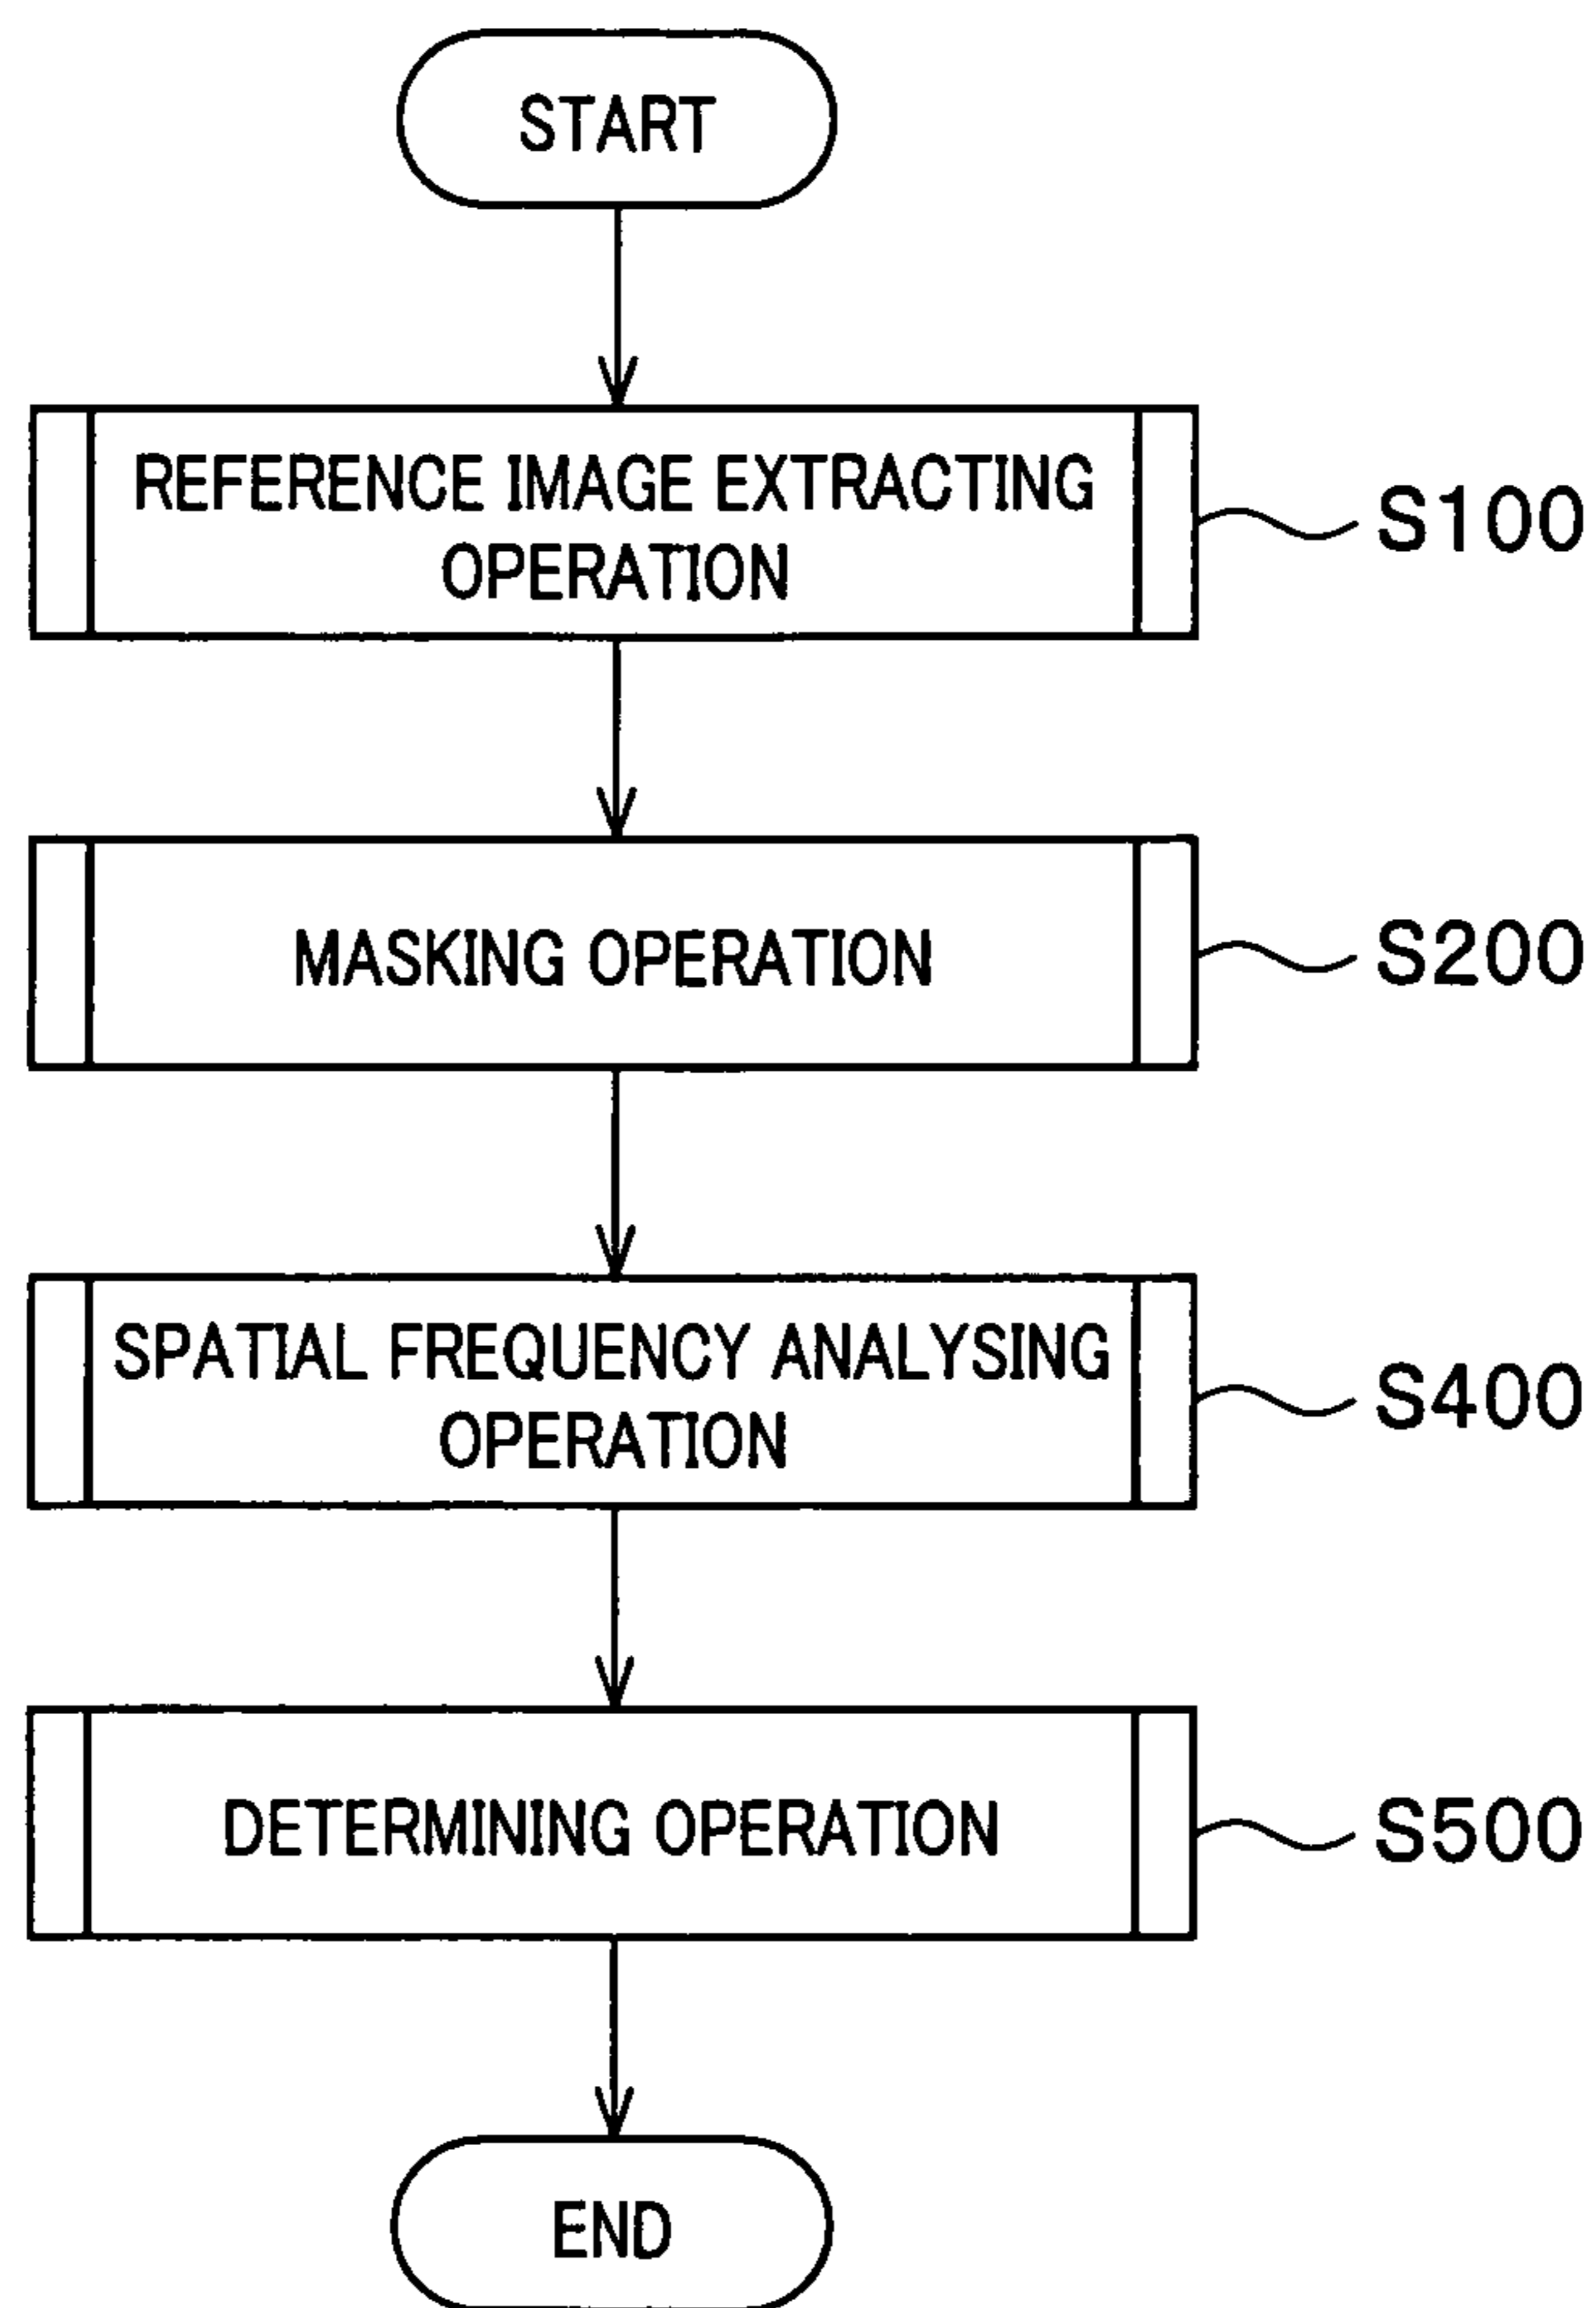 START
REFERENCE IMAGE EXTRACTING
OPERATION
S100
MASKING OPERATION
S200
SPATIAL FREQUENCY ANALYSING
OPERATION
S400
DETERMINING OPERATION
S500
END